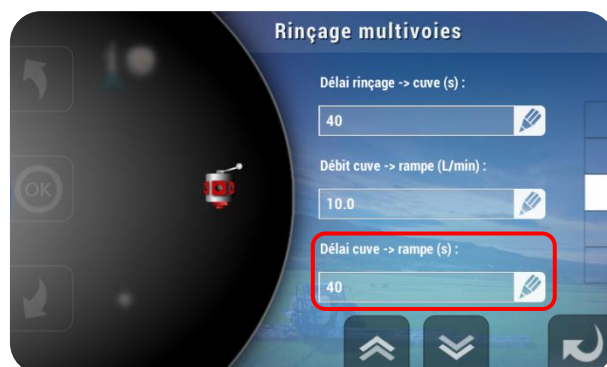 Rinçage multivoies
Délai rinçage -> cuve (s) :
40
Débit cuve -> rampe (L/min) :
10.0
Délai cuve -> rampe (s) :
40
OK